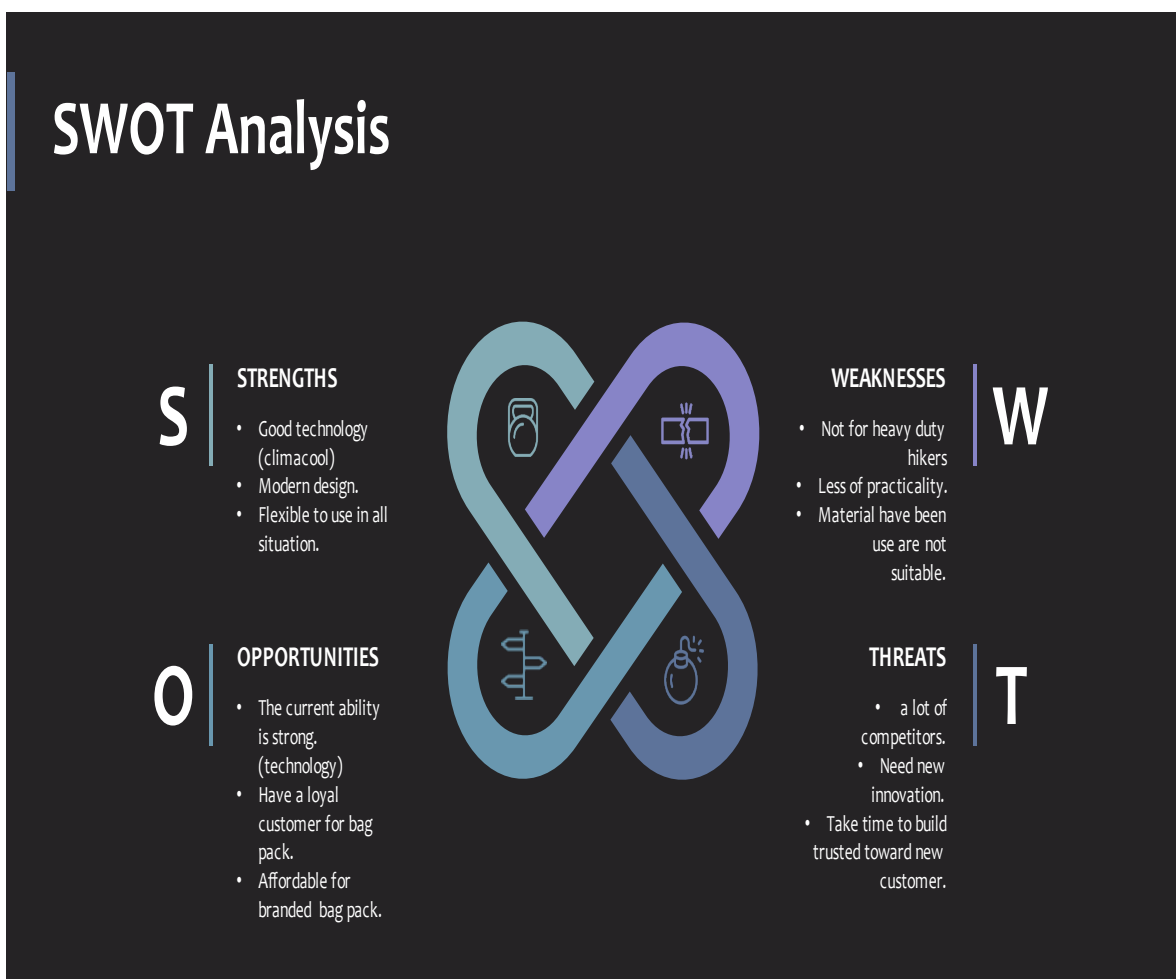 SWOT Analysis
S
STRENGTHS
• Good technology
(climacool)
• Modern design.
• Flexible to use in all
situation.
WEAKNESSES
W
• Not for heavy duty
hikers
• Less of practicality.
• Material have been
use are not
suitable.
O
OPPORTUNITIES
• The current ability
is strong.
(technology)
• Have a loyal
customer for bag
pack.
• Affordable for
branded bag pack.
THREATS
T
• a lot of
competitors.
• Need new
innovation.
• Take time to build
trusted toward new
customer.